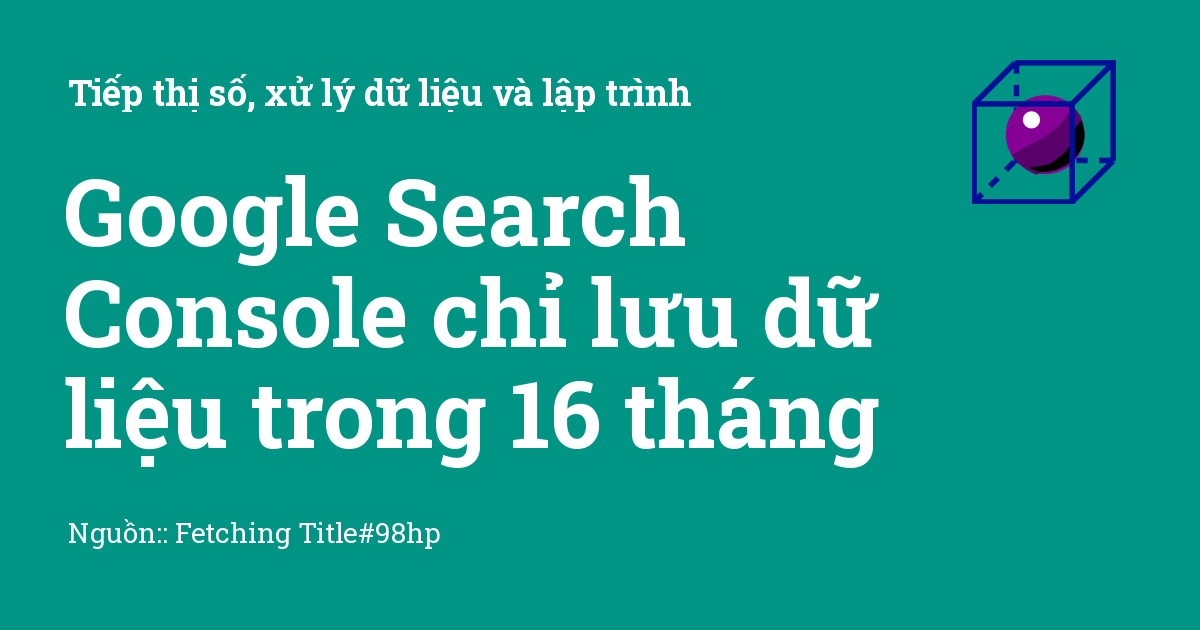 Tiếp thị số, xử lý dữ liệu và lập trình
Google Search
Console chỉ lưu dữ
liệu trong 16 tháng
Nguồn:: Fetching Title#98hp